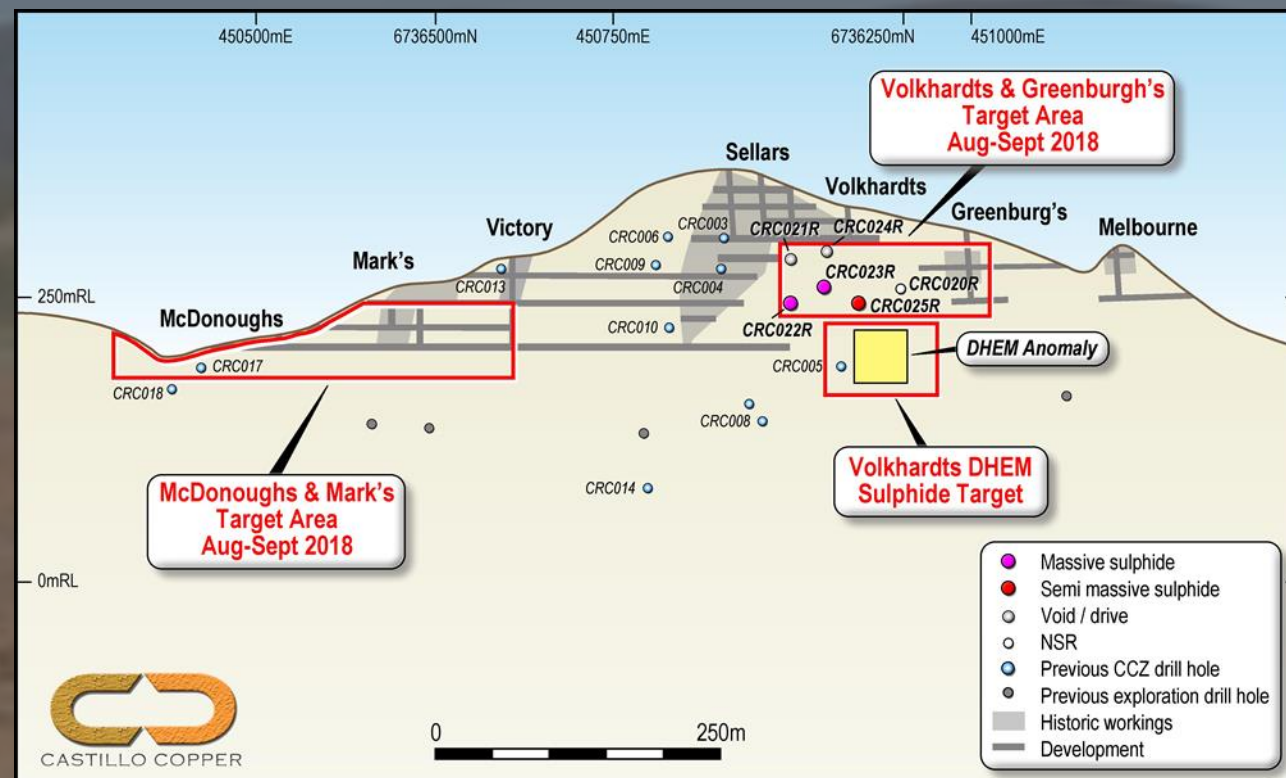 450500mE
6736500mN
450750mE
6736250mN
451000mE
Volkhardts & Greenburgh's
Target Area
Aug-Sept 2018
Sellars
Volkhardts
Greenburg's
Melbourne
Victory
Mark's
McDonoughs
CRC006
CRC003
CRC021R
CRC024R
CRC009
CRC013
CRC004
CRC023R
CRC020R
CRC025R
CRC022R
250mRL
CRC010
DHEM Anomaly
CRC005
CRC017
CRC018
CRC008
CRC014
Volkhardts DHEM
Sulphide Target
McDonoughs & Mark's
Target Area
Aug-Sept 2018
0mRL
Massive sulphide
Semi massive sulphide
Void / drive
NSR
Previous CCZ drill hole
Previous exploration drill hole
Historic workings
Development
0
250m
CASTILLO COPPER